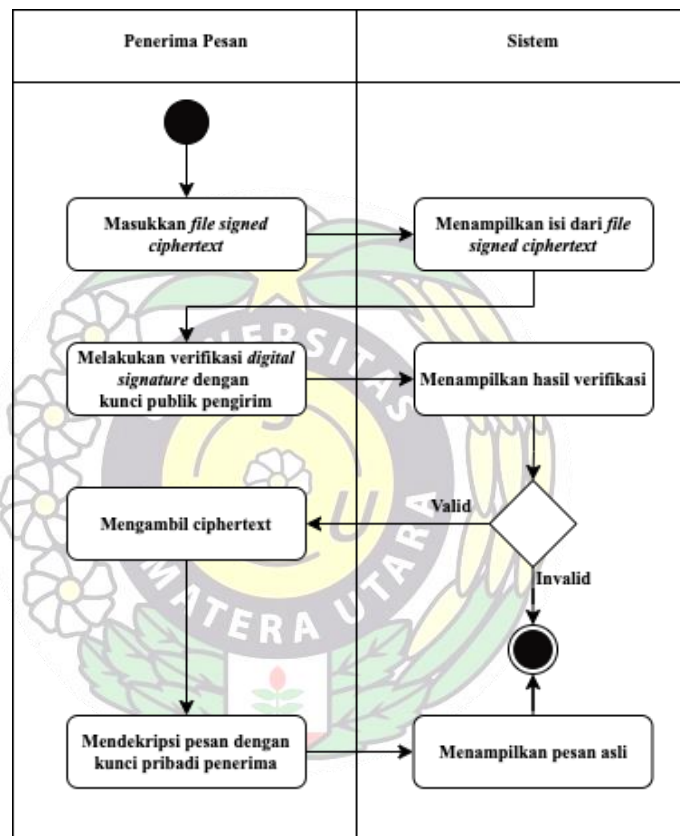 Penerima Pesan
Sistem
Masukkan file signed
ciphertext
Menampilkan isi dari file
signed ciphertext
Melakukan verifikasi digital
signature dengan
kunci publik pengirim
Menampilkan hasil verifikasi
Mengambil ciphertext
Valid
Invalid
Mendekripsi pesan dengan
kunci pribadi penerima
Menampilkan pesan asli